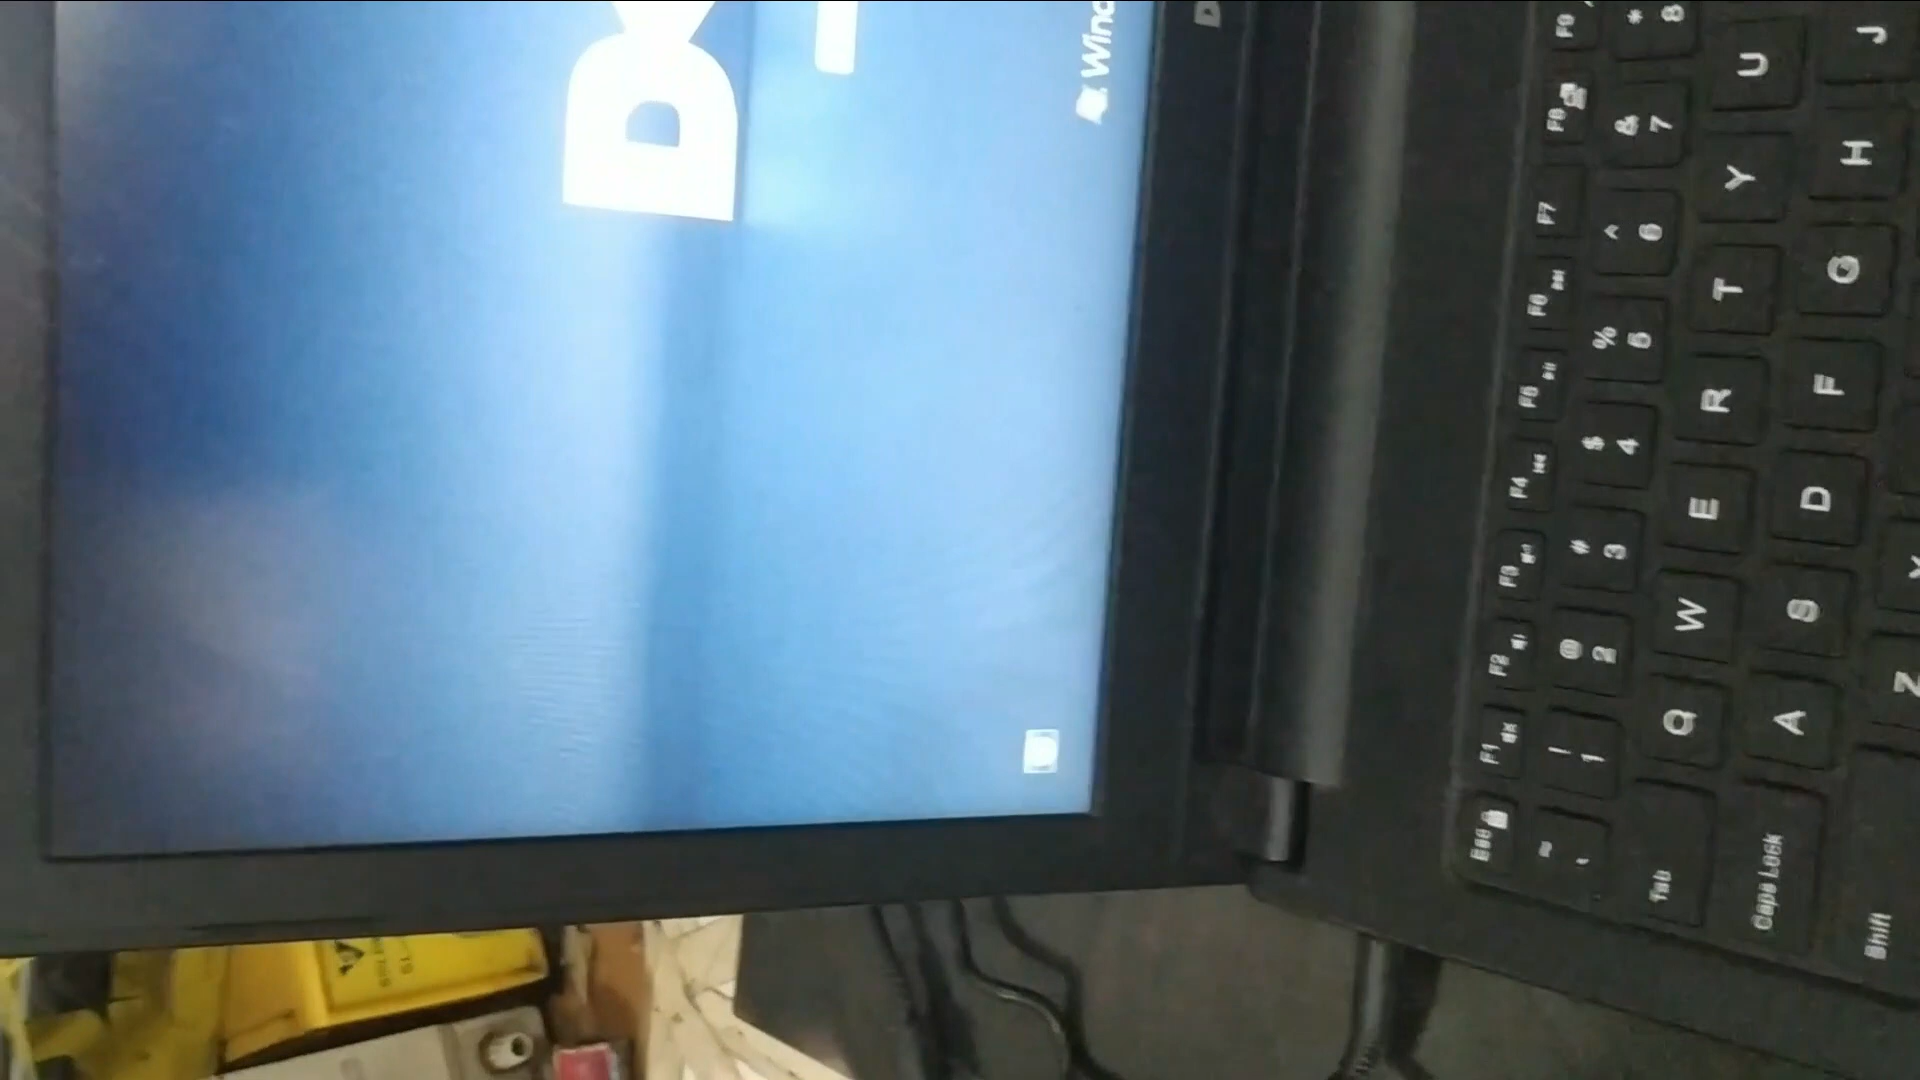 D
Wind
D
Esc F1 F2 F3 F4 F5 F6 F7 F8 F9
~ ! @ # $ % ^ & *
` 1 2 3 4 5 6 7 8
Tab Q W E R T Y U
Caps Lock A S D F G H J
Shift Z X